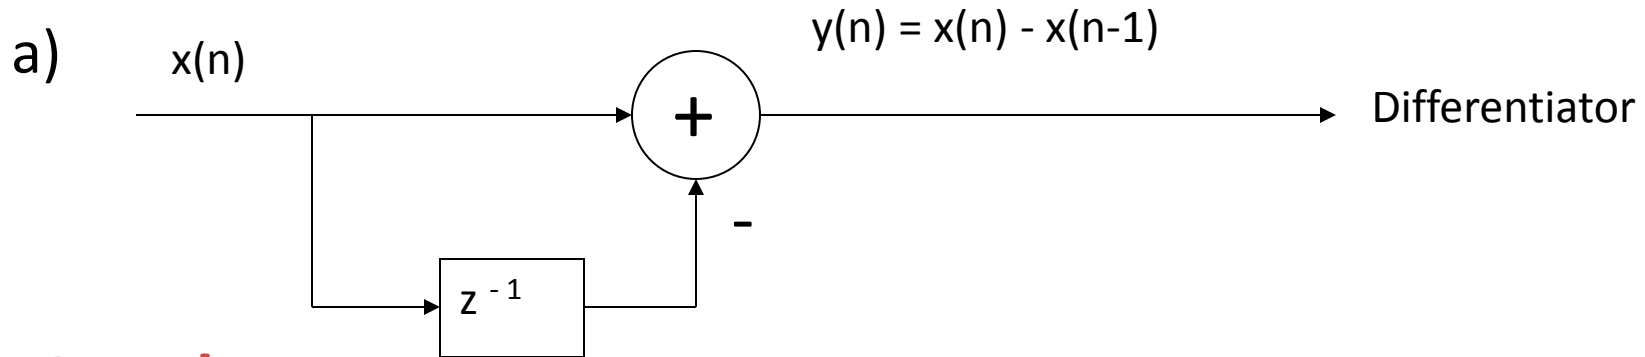 a)
x(n)
y(n) = x(n) - x(n-1)
+
Differentiator
-
z - 1